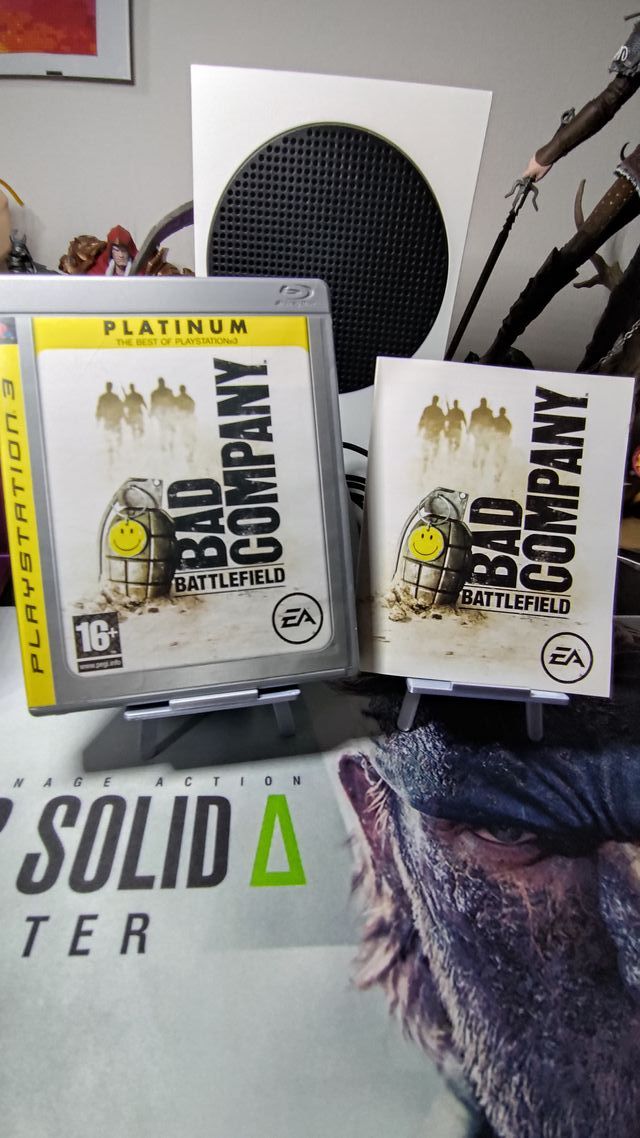 PLATINUM
THE BEST OF PLAYSTATION®3
PLAYSTATION 3
BAD
COMPANY
BATTLEFIELD
16+
www.pegi.info
EA
BAD
COMPANY
BATTLEFIELD
EA
ACTION
SOLID Δ
TER